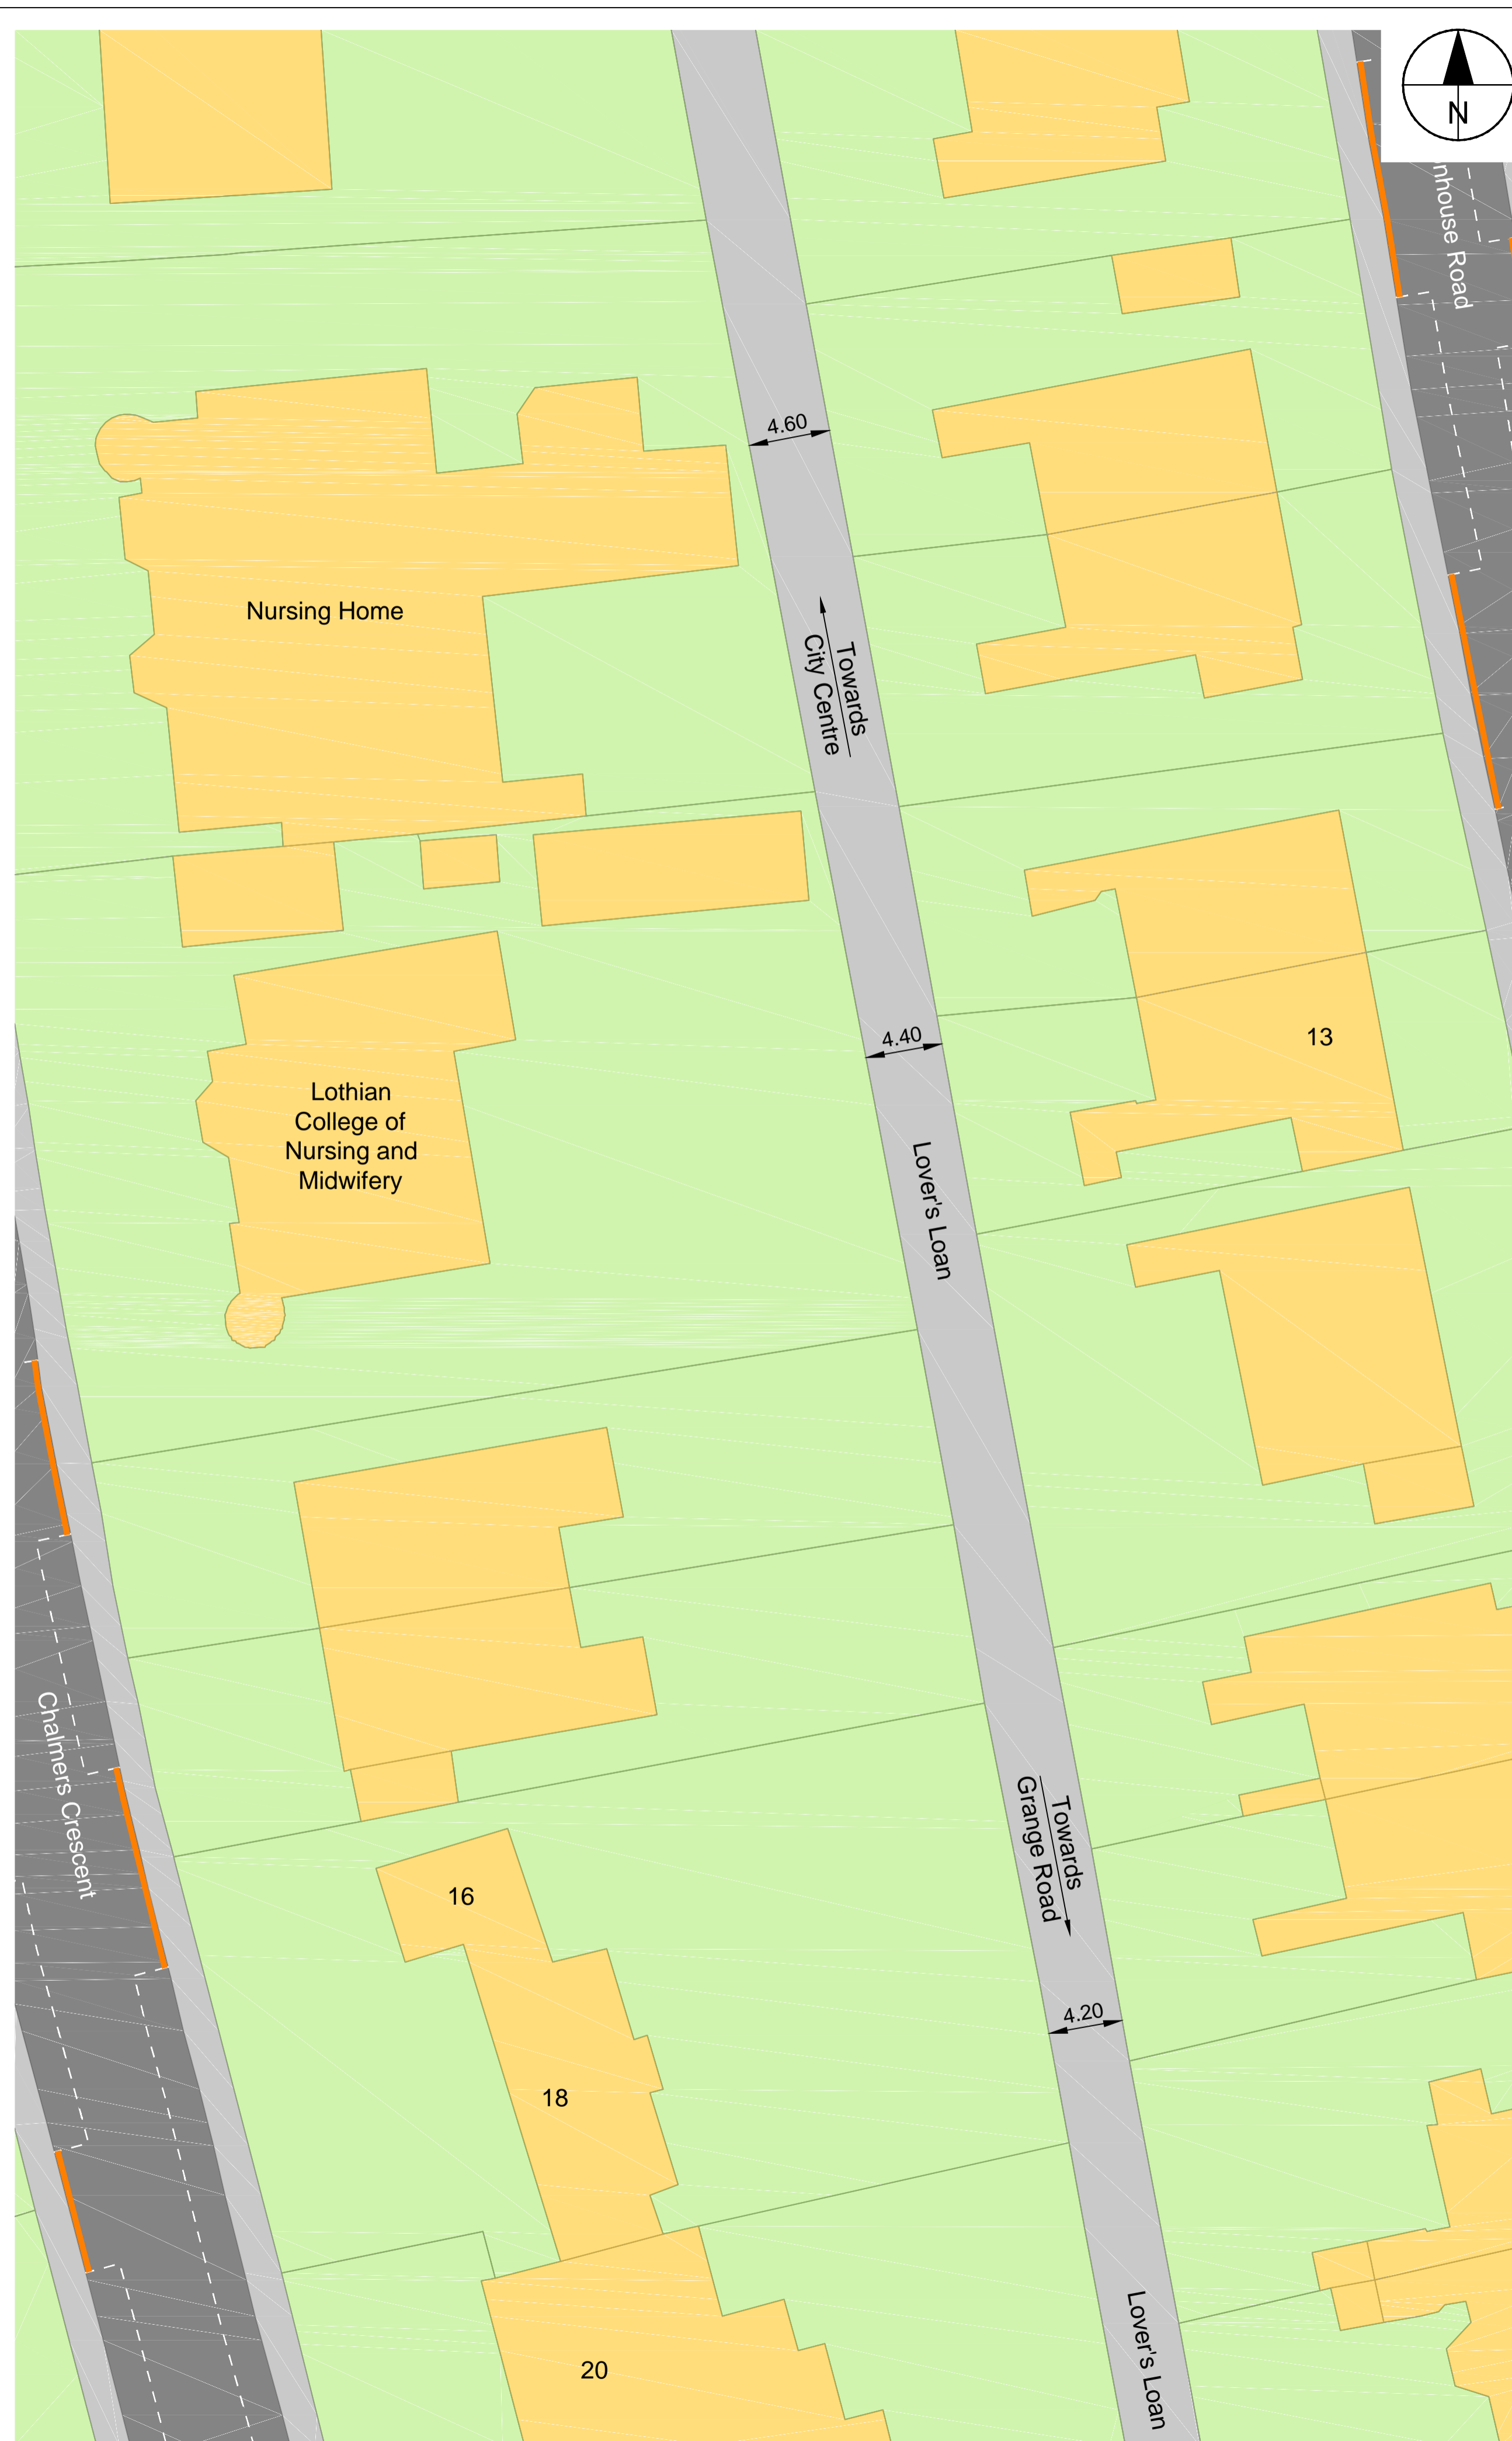 N
nhouse Road
4.60
Nursing Home
Towards
City Centre
4.40
13
Lothian
College of
Nursing and
Midwifery
Lover's Loan
Chalmers Crescent
Towards
Grange Road
16
4.20
18
Lover's Loan
20